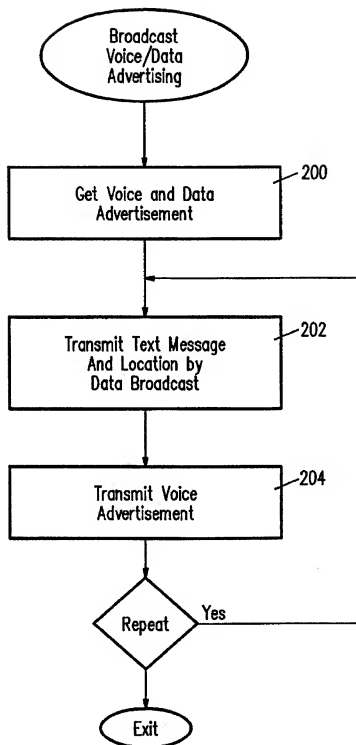 Broadcast
Voice/Data
Advertising
200
Get Voice and Data
Advertisement
202
Transmit Text Message
And Location by
Data Broadcast
204
Transmit Voice
Advertisement
Repeat
Yes
Exit